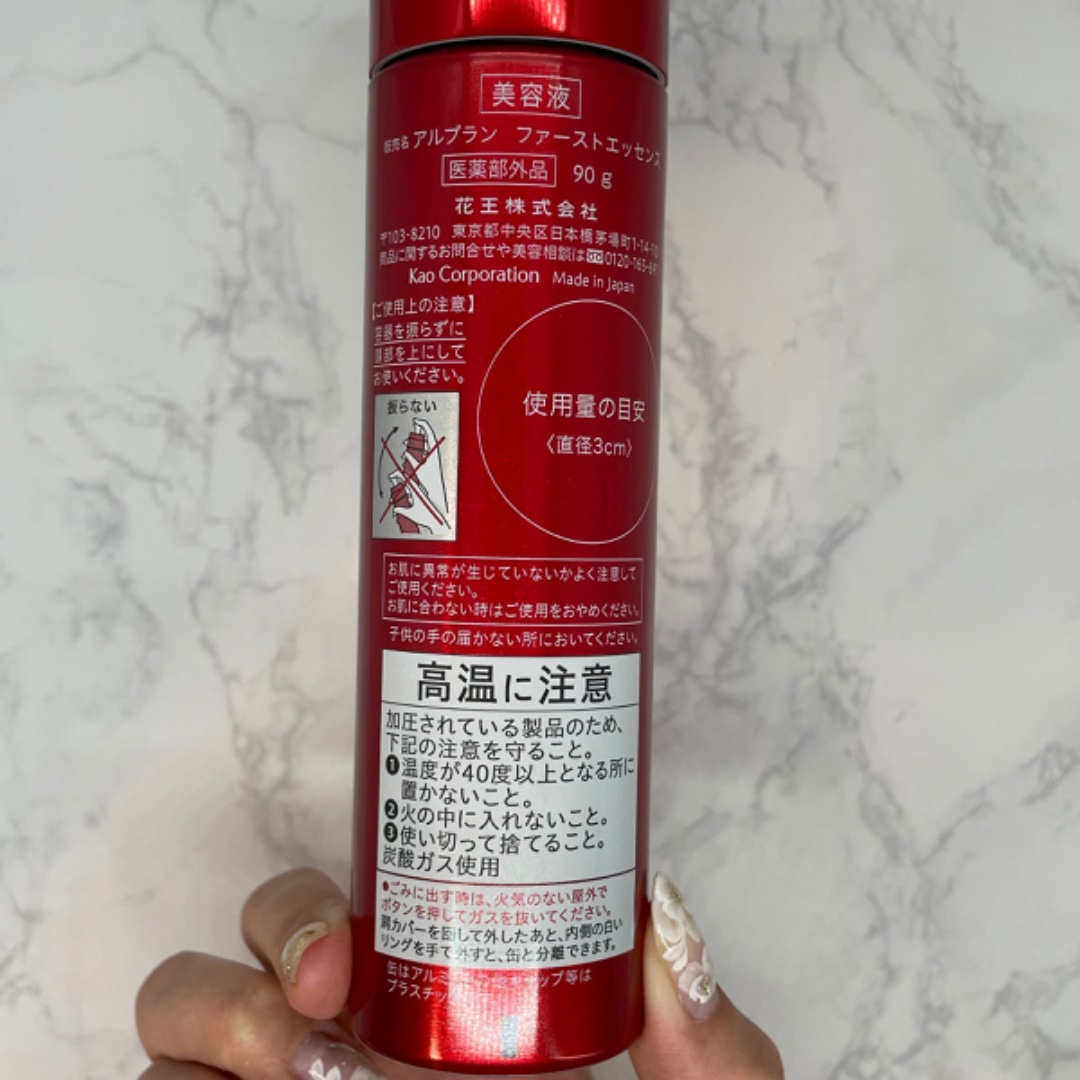 美容液
販売名 アルブラン ファーストエッセンス
医薬部外品 90g
花王株式会社
〒103-8210 東京都中央区日本橋茅場町1-14-10
商品に関するお問合せや美容相談は 0120-165-69
Kao Corporation Made in Japan
【ご使用上の注意】
容器を振らずに
頭部を上にして
お使いください。
振らない
使用量の目安
〈直径3cm〉
お肌に異常が生じていないかよく注意して
ご使用ください。
お肌に合わない時はご使用をおやめください。
子供の手の届かない所においてください。
高温に注意
加圧されている製品のため、
下記の注意を守ること。
❶温度が40度以上となる所に
置かないこと。
❷火の中に入れないこと。
❸使い切って捨てること。
炭酸ガス使用
●ごみに出す時は、火気のない屋外で
ボタンを押してガスを抜いてください。
肩カバーを回して外したあと、内側の白い
リングを手で外すと、缶と分離できます。
缶はアルミ ップ等は
プラスチッ